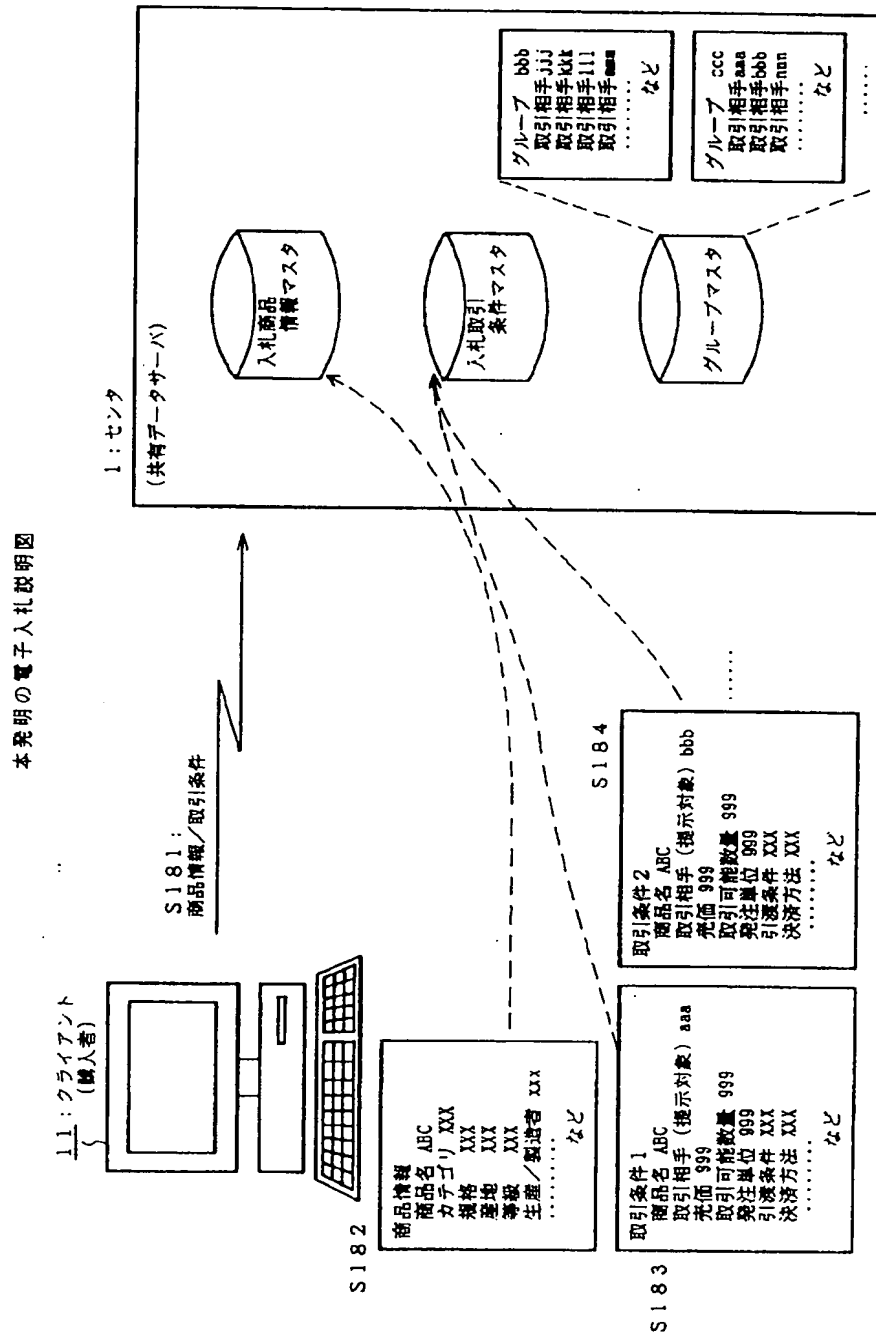 本発明の電子入札説明図
11:クライアント
(購入者)
S181:
商品情報/取引条件
1:センタ
(共有データサーバ)
入札商品
情報マスタ
入札取引
条件マスタ
グループマスタ
グループ bbb
取引相手jjj
取引相手kkk
取引相手lll
取引相手mmm
........
など
グループ ccc
取引相手aaa
取引相手bbb
取引相手nnn
........
など
......
S182
商品情報
商品名 ABC
カテゴリ XXX
規格 XXX
産地 XXX
等級 XXX
生産/製造者 xxx
.........
など
S183
取引条件1
商品名 ABC
取引相手(提示対象) aaa
売価 999
取引可能数量 999
発注単位 999
引渡条件 XXX
決済方法 XXX
........
など
S184
取引条件2
商品名 ABC
取引相手(提示対象) bbb
売価 999
取引可能数量 999
発注単位 999
引渡条件 XXX
決済方法 XXX
........
など
......